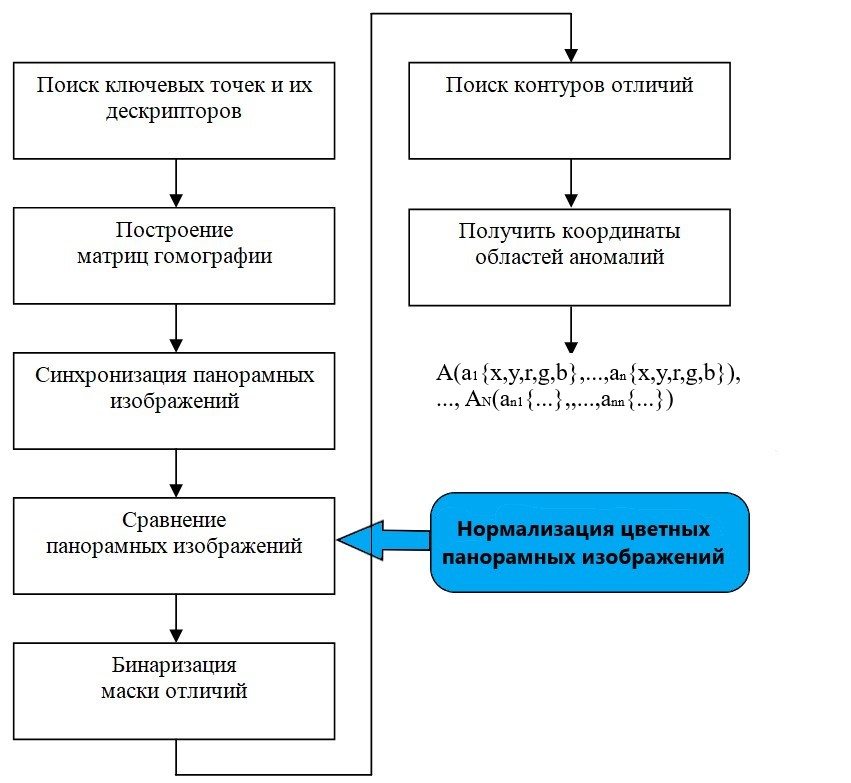 Поиск ключевых точек и их
дескрипторов
Построение
матриц гомографии
Синхронизация панорамных
изображений
Сравнение
панорамных изображений
Бинаризация
маски отличий
Поиск контуров отличий
Получить координаты
областей аномалий
A(a1{x,y,r,g,b},...,an{x,y,r,g,b}),
..., AN(an1{...},,...,ann{...})
Нормализация цветных
панорамных изображений